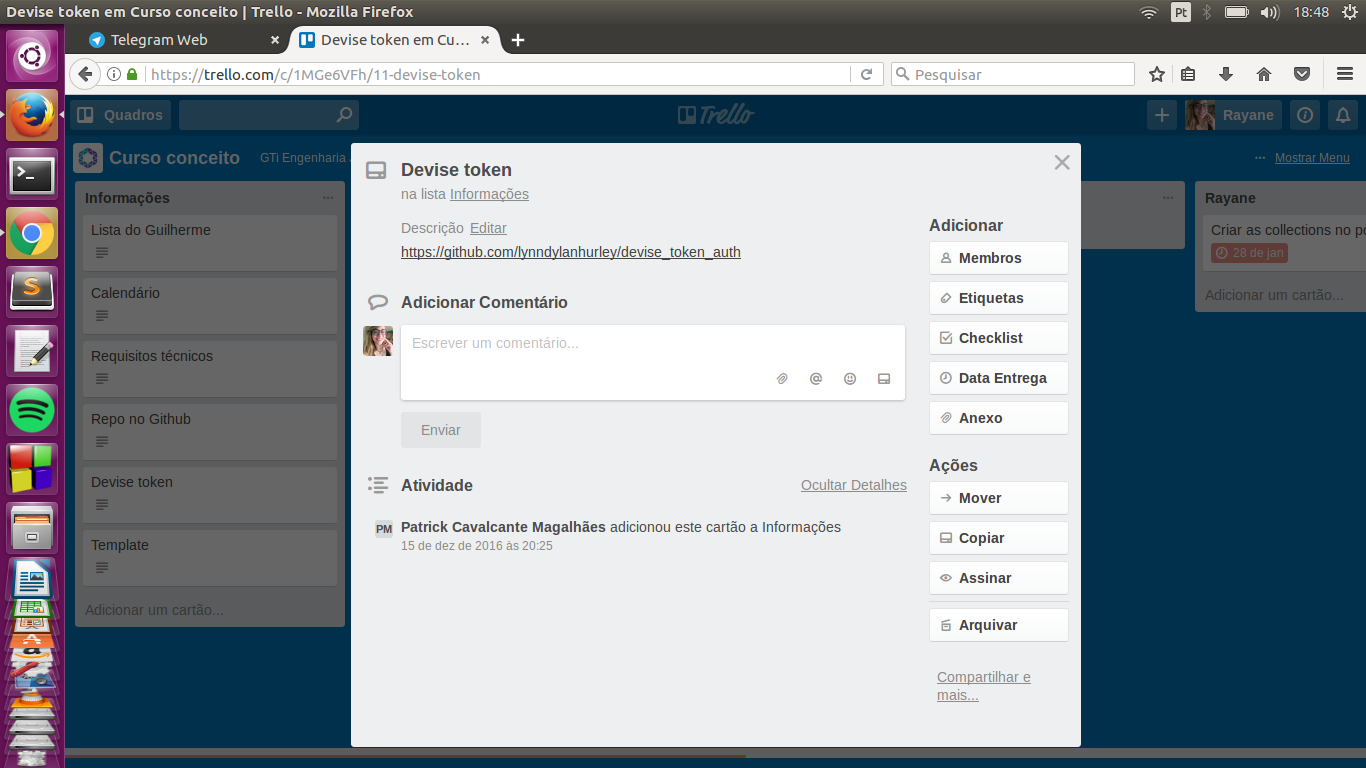 Devise token em Curso conceito | Trello - Mozilla Firefox
Pt
18:48
Telegram Web
Devise token em Cu…
https://trello.com/c/1MGe6VFh/11-devise-token
Pesquisar
Quadros
Trello
Rayane
Curso conceito
GTi Engenharia
Mostrar Menu
Informações
Lista do Guilherme
Calendário
Requisitos técnicos
Repo no Github
Devise token
Template
Adicionar um cartão...
Devise token
na lista Informações
Descrição Editar
https://github.com/lynndylanhurley/devise_token_auth
Adicionar Comentário
Escrever um comentário...
Enviar
Atividade
Ocultar Detalhes
PM
Patrick Cavalcante Magalhães adicionou este cartão a Informações
15 de dez de 2016 às 20:25
Adicionar
Membros
Etiquetas
Checklist
Data Entrega
Anexo
Ações
Mover
Copiar
Assinar
Arquivar
Compartilhar e
mais...
Rayane
Criar as collections no po
28 de jan
Adicionar um cartão...